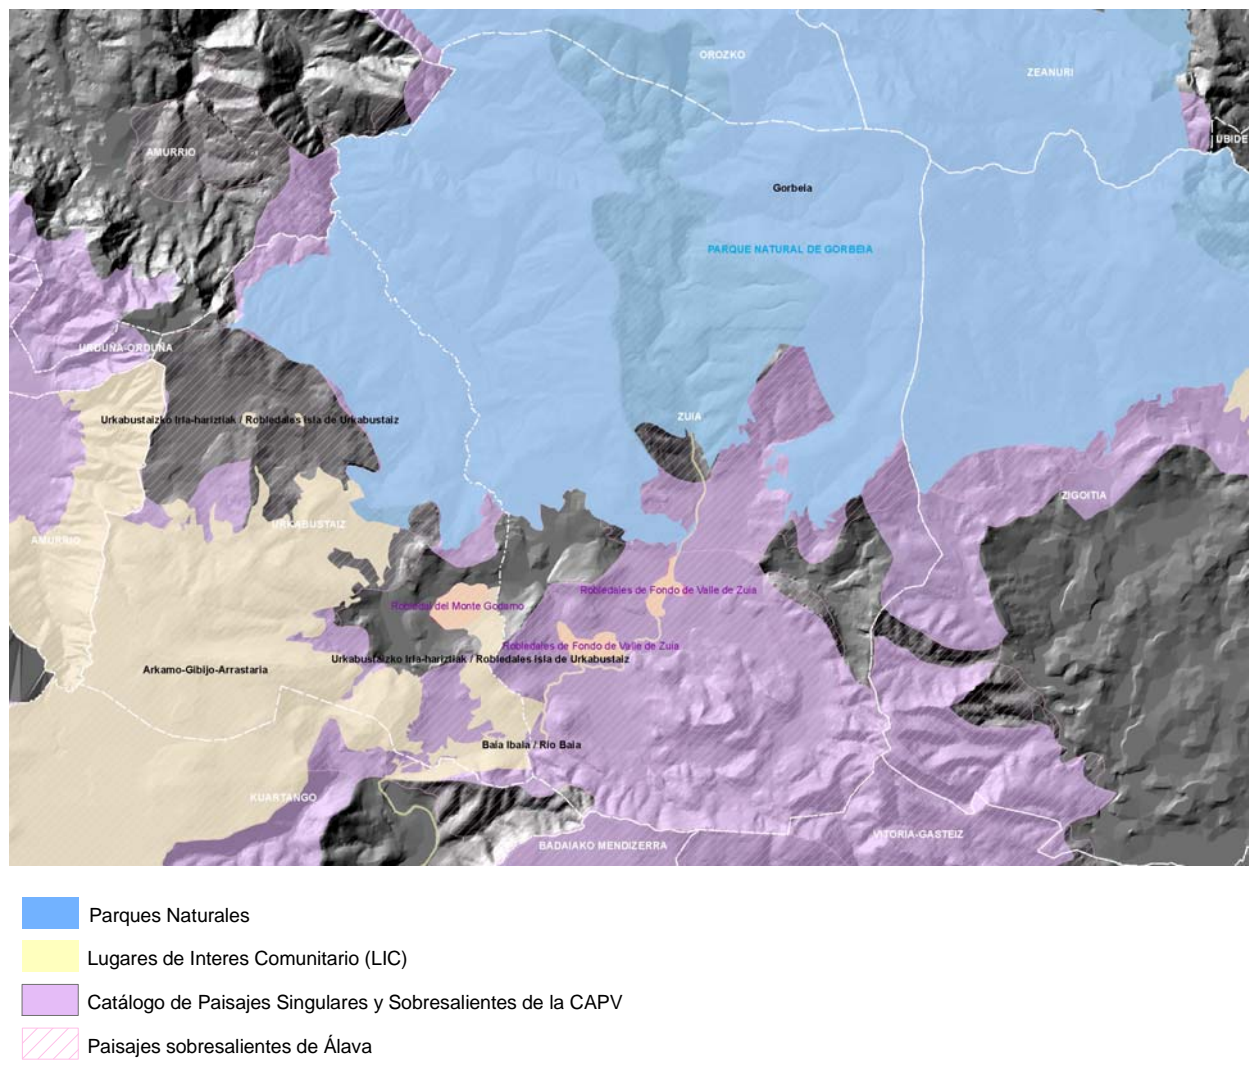 OROZKO
ZEANURI
UBIDE
AMURRIO
Gorbeia
PARQUE NATURAL DE GORBEIA
URDUÑA-ORDUÑA
ZUIA
Urkabustaizko Irla-hariztiak / Robledales isla de Urkabustaiz
ZIGOITIA
URKABUSTAIZ
AMURRIO
Robledales de Fondo de Valle de Zuia
Robledal del Monte Godamo
Robledales de Fondo de Valle de Zuia
Urkabustaizko Irla-hariztiak / Robledales isla de Urkabustaiz
Arkamo-Gibijo-Arrastaria
Baia Ibaia / Río Baia
KUARTANGO
VITORIA-GASTEIZ
BADAIAKO MENDIZERRA
Parques Naturales
Lugares de Interes Comunitario (LIC)
Catálogo de Paisajes Singulares y Sobresalientes de la CAPV
Paisajes sobresalientes de Álava